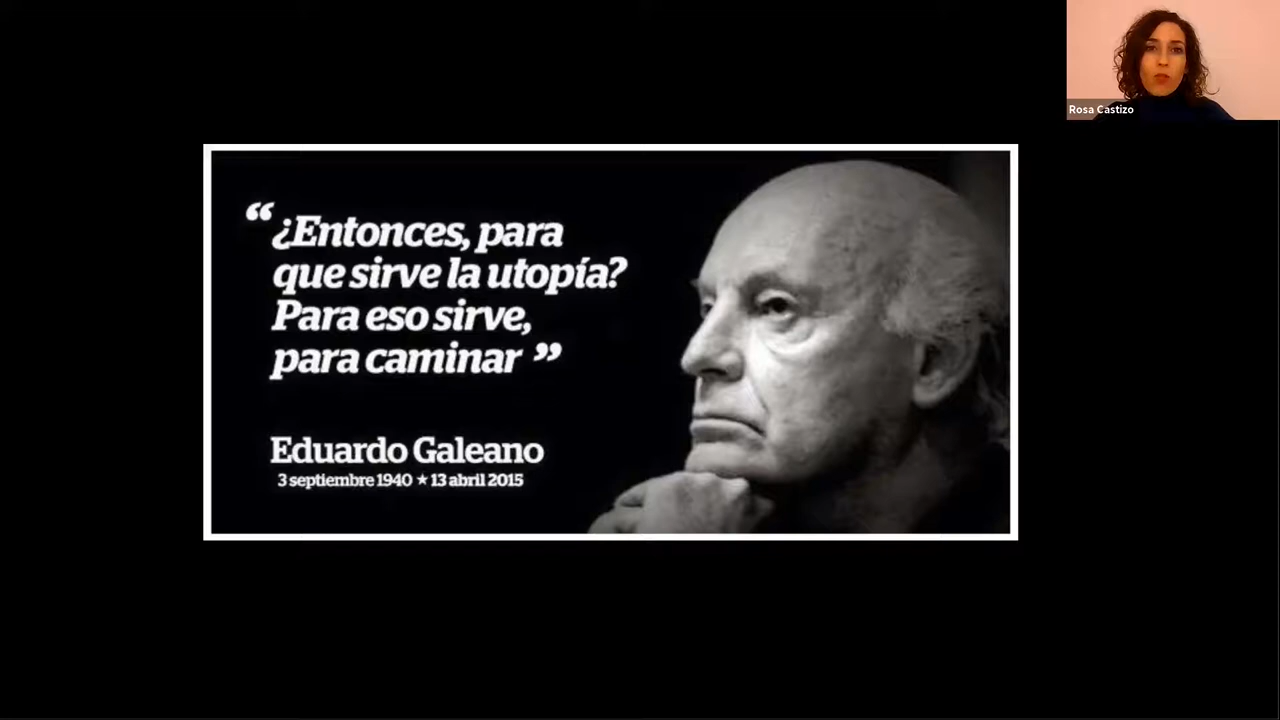 Rosa Castizo
“¿Entonces, para
que sirve la utopía?
Para eso sirve,
para caminar”
Eduardo Galeano
3 septiembre 1940 ★ 13 abril 2015